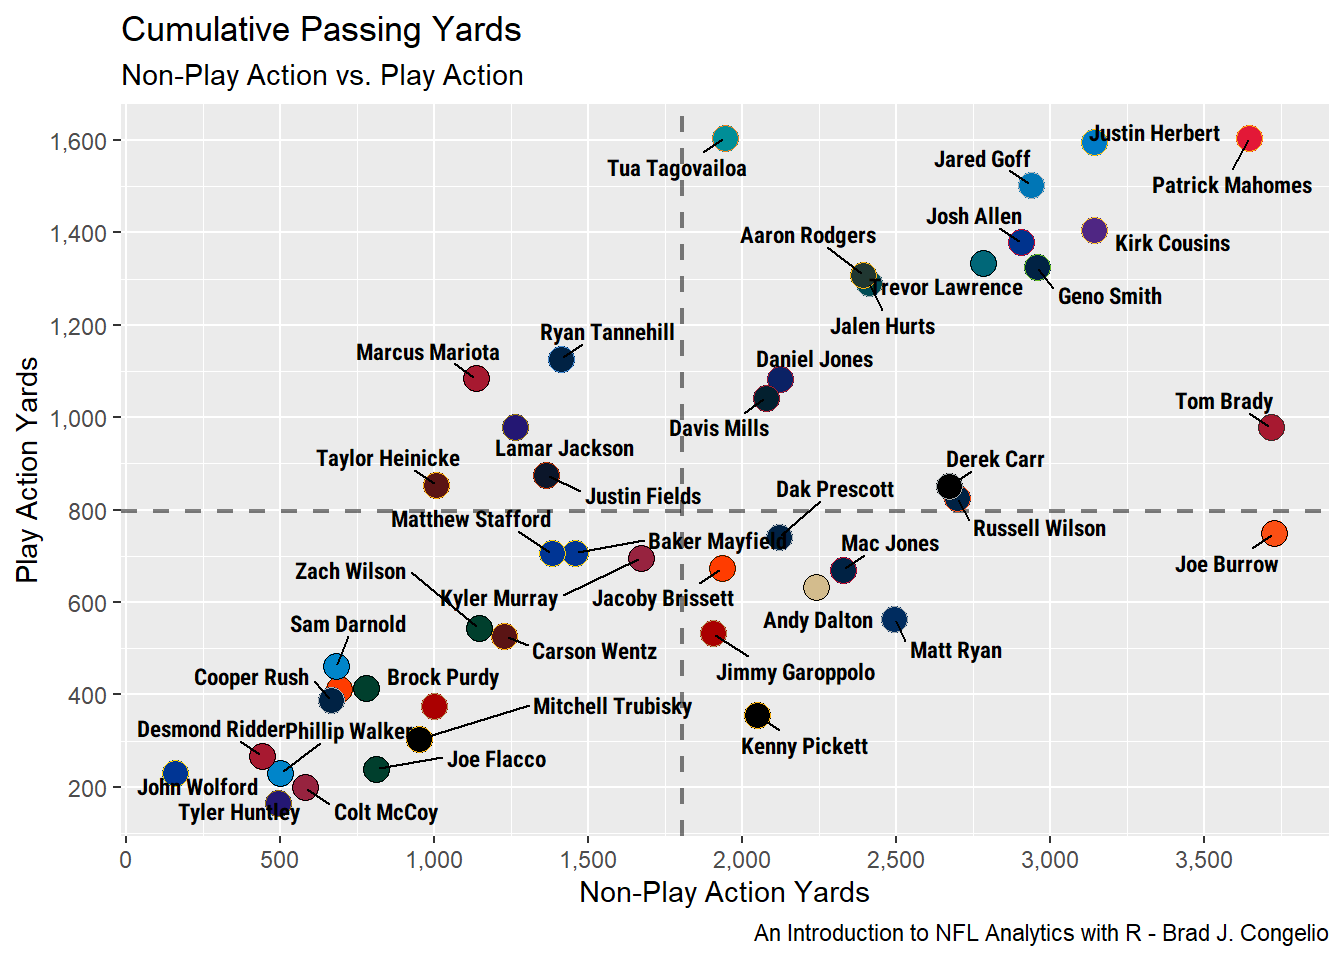 Cumulative Passing Yards
Non-Play Action vs. Play Action
Play Action Yards
1,600
1,400
1,200
1,000
800
600
400
200
Justin Herbert
Tua Tagovailoa
Jared Goff
Patrick Mahomes
Josh Allen
Aaron Rodgers
Kirk Cousins
Trevor Lawrence
Geno Smith
Jalen Hurts
Ryan Tannehill
Marcus Mariota
Daniel Jones
Tom Brady
Davis Mills
Lamar Jackson
Taylor Heinicke
Derek Carr
Justin Fields
Dak Prescott
Matthew Stafford
Russell Wilson
Baker Mayfield
Mac Jones
Joe Burrow
Zach Wilson
Kyler Murray
Jacoby Brissett
Andy Dalton
Sam Darnold
Carson Wentz
Matt Ryan
Jimmy Garoppolo
Cooper Rush
Brock Purdy
Mitchell Trubisky
Desmond Ridder
Phillip Walker
Kenny Pickett
Joe Flacco
John Wolford
Tyler Huntley
Colt McCoy
0
500
1,000
1,500
2,000
2,500
3,000
3,500
Non-Play Action Yards
An Introduction to NFL Analytics with R - Brad J. Congelio